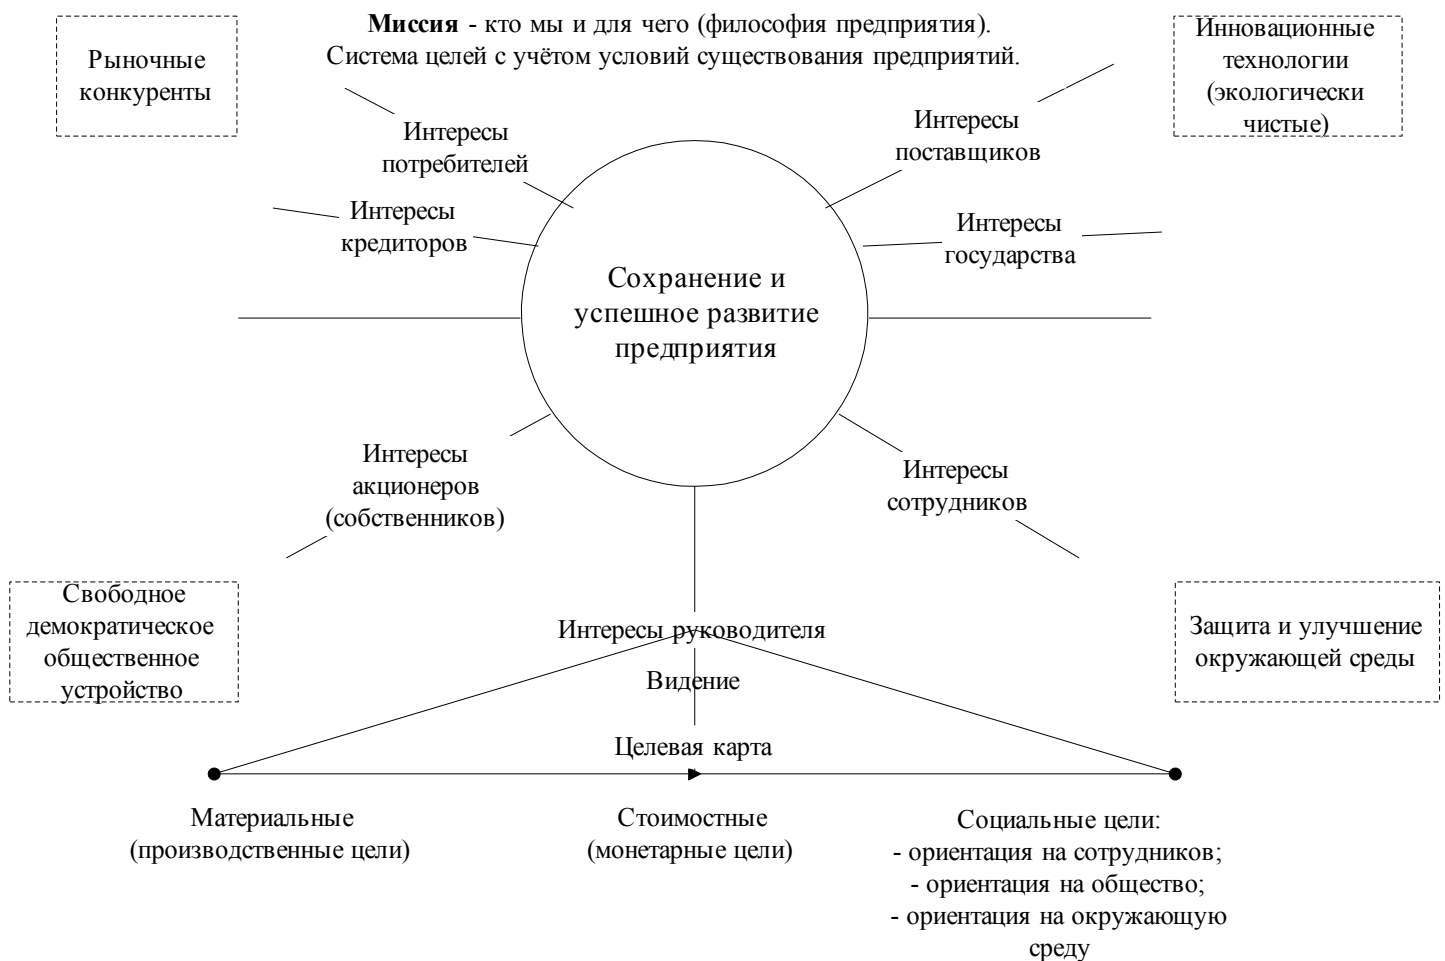 Миссия - кто мы и для чего (философия предприятия).
Система целей с учётом условий существования предприятий.
Рыночные
конкуренты
Инновационные
технологии
(экологически
чистые)
Интересы
потребителей
Интересы
поставщиков
Интересы
кредиторов
Интересы
государства
Сохранение и
успешное развитие
предприятия
Интересы
акционеров
(собственников)
Интересы
сотрудников
Свободное
демократическое
общественное
устройство
Интересы руководителя
Защита и улучшение
окружающей среды
Видение
Целевая карта
Материальные
(производственные цели)
Стоимостные
(монетарные цели)
Социальные цели:
- ориентация на сотрудников;
- ориентация на общество;
- ориентация на окружающую
среду